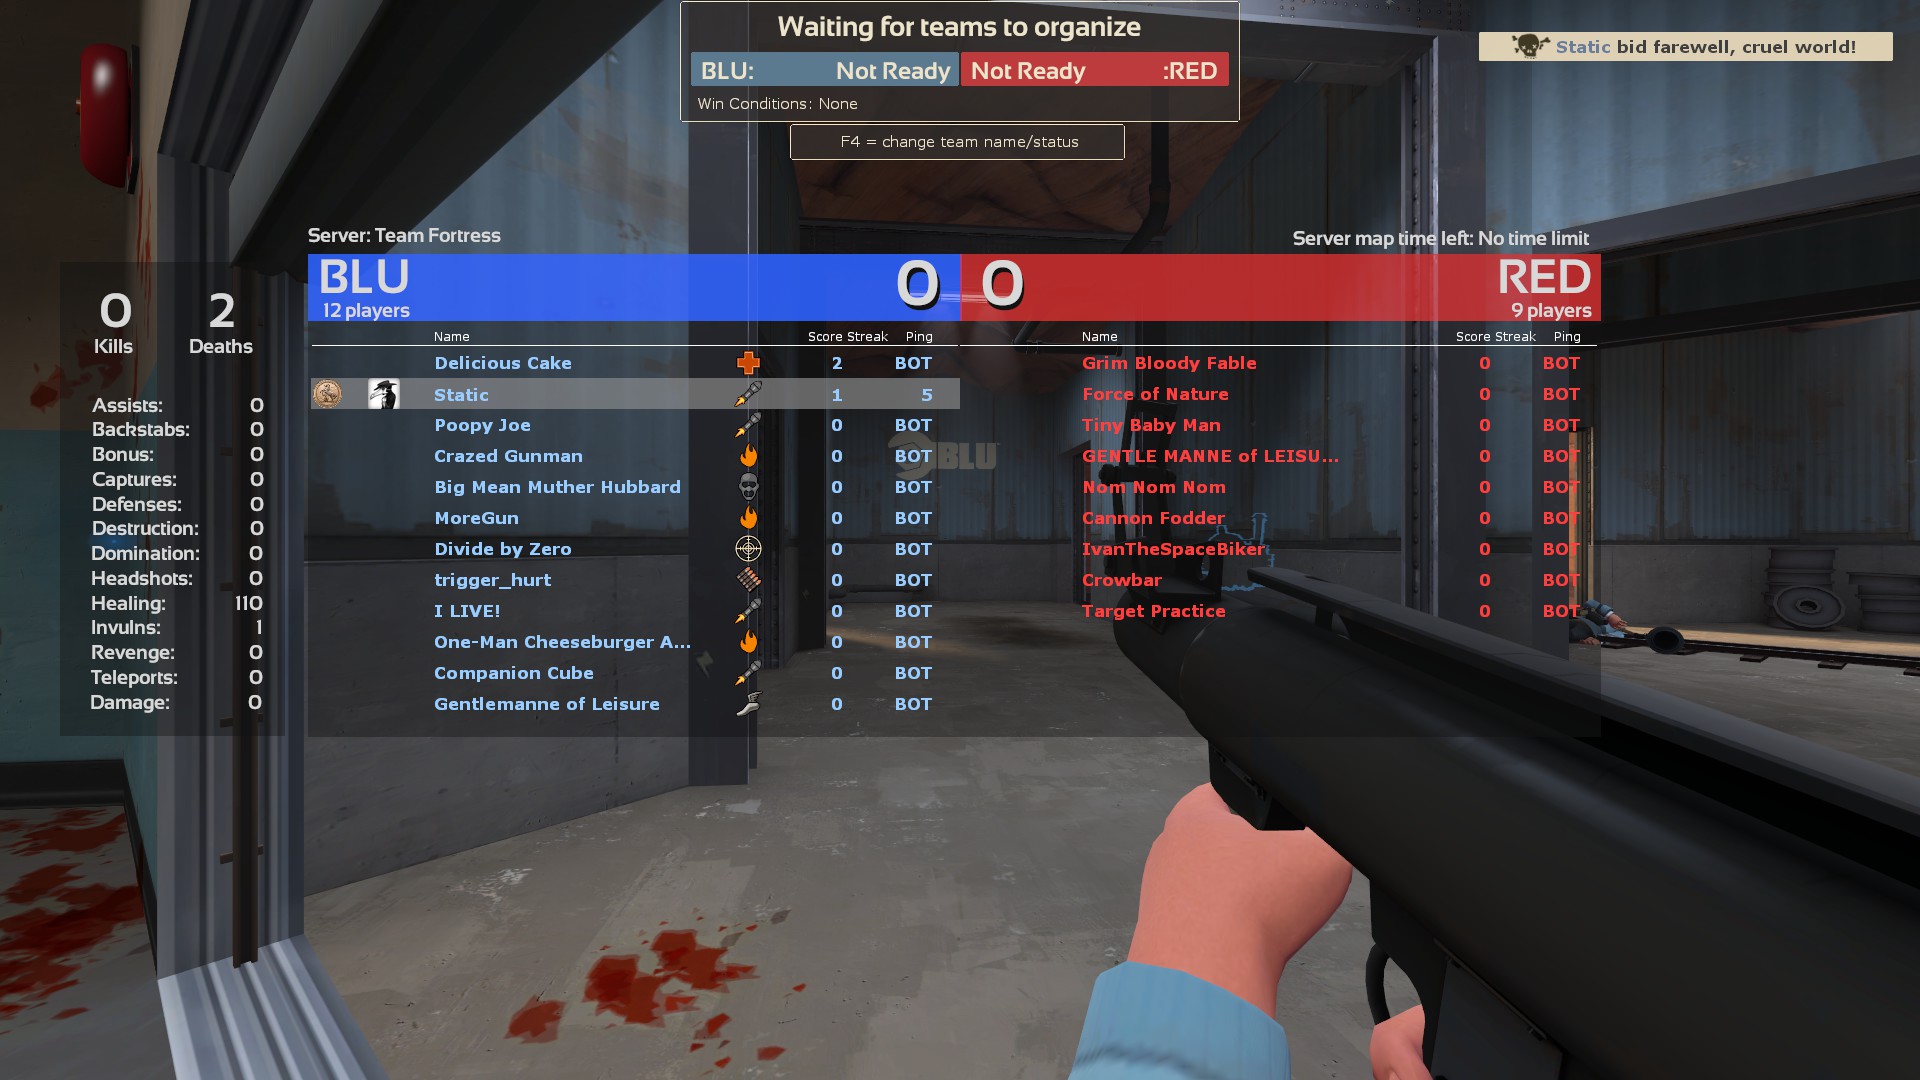 Waiting for teams to organize
BLU: Not Ready Not Ready :RED
Win Conditions: None
F4 = change team name/status
Static bid farewell, cruel world!
Server: Team Fortress
Server map time left: No time limit
BLU 0 0 RED
12 players 9 players
0 2
Kills Deaths
Assists: 0
Backstabs: 0
Bonus: 0
Captures: 0
Defenses: 0
Destruction: 0
Domination: 0
Headshots: 0
Healing: 110
Invulns: 1
Revenge: 0
Teleports: 0
Damage: 0
Name Score Streak Ping
Delicious Cake 2 BOT
Static 1 5
Poopy Joe 0 BOT
Crazed Gunman 0 BOT
Big Mean Muther Hubbard 0 BOT
MoreGun 0 BOT
Divide by Zero 0 BOT
trigger_hurt 0 BOT
I LIVE! 0 BOT
One-Man Cheeseburger A... 0 BOT
Companion Cube 0 BOT
Gentlemanne of Leisure 0 BOT
Name Score Streak Ping
Grim Bloody Fable 0 BOT
Force of Nature 0 BOT
Tiny Baby Man 0 BOT
GENTLE MANNE of LEISU... 0 BOT
Nom Nom Nom 0 BOT
Cannon Fodder 0 BOT
IvanTheSpaceBiker 0 BOT
Crowbar 0 BOT
Target Practice 0 BOT
BLU